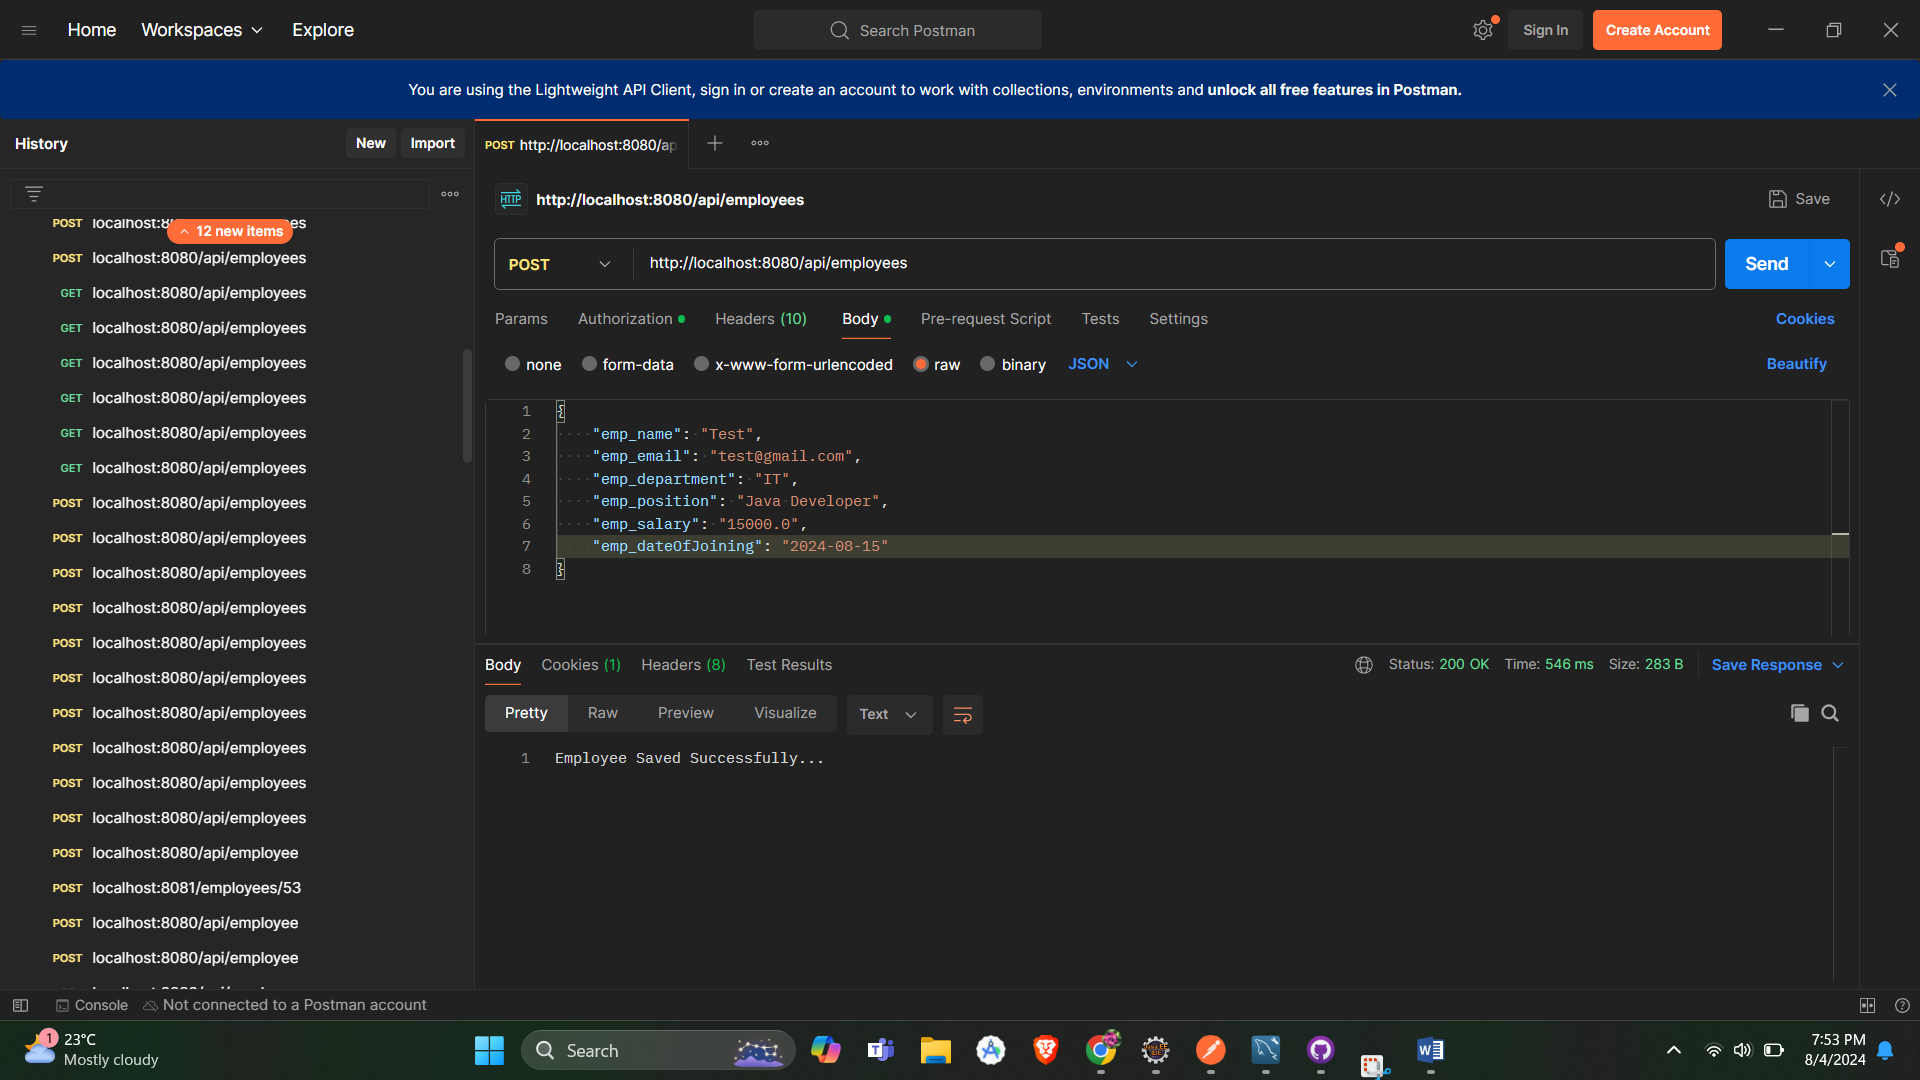 Home Workspaces Explore Search Postman Sign In Create Account
You are using the Lightweight API Client, sign in or create an account to work with collections, environments and unlock all free features in Postman.
History New Import
12 new items
POST localhost:8080/api/employees
POST localhost:8080/api/employees
GET localhost:8080/api/employees
GET localhost:8080/api/employees
GET localhost:8080/api/employees
GET localhost:8080/api/employees
GET localhost:8080/api/employees
GET localhost:8080/api/employees
POST localhost:8080/api/employees
POST localhost:8080/api/employees
POST localhost:8080/api/employees
POST localhost:8080/api/employees
POST localhost:8080/api/employees
POST localhost:8080/api/employees
POST localhost:8080/api/employees
POST localhost:8080/api/employees
POST localhost:8080/api/employees
POST localhost:8080/api/employees
POST localhost:8080/api/employee
POST localhost:8081/employees/53
POST localhost:8080/api/employee
POST localhost:8080/api/employee
POST http://localhost:8080/ap
HTTP http://localhost:8080/api/employees Save
POST http://localhost:8080/api/employees Send
Params Authorization Headers (10) Body Pre-request Script Tests Settings Cookies
none form-data x-www-form-urlencoded raw binary JSON Beautify
1 {
2 "emp_name": "Test",
3 "emp_email": "test@gmail.com",
4 "emp_department": "IT",
5 "emp_position": "Java Developer",
6 "emp_salary": "15000.0",
7 "emp_dateOfJoining": "2024-08-15"
8 }
Body Cookies (1) Headers (8) Test Results Status: 200 OK Time: 546 ms Size: 283 B Save Response
Pretty Raw Preview Visualize Text
1 Employee Saved Successfully...
Console Not connected to a Postman account
1 23°C
Mostly cloudy
Search
7:53 PM
8/4/2024